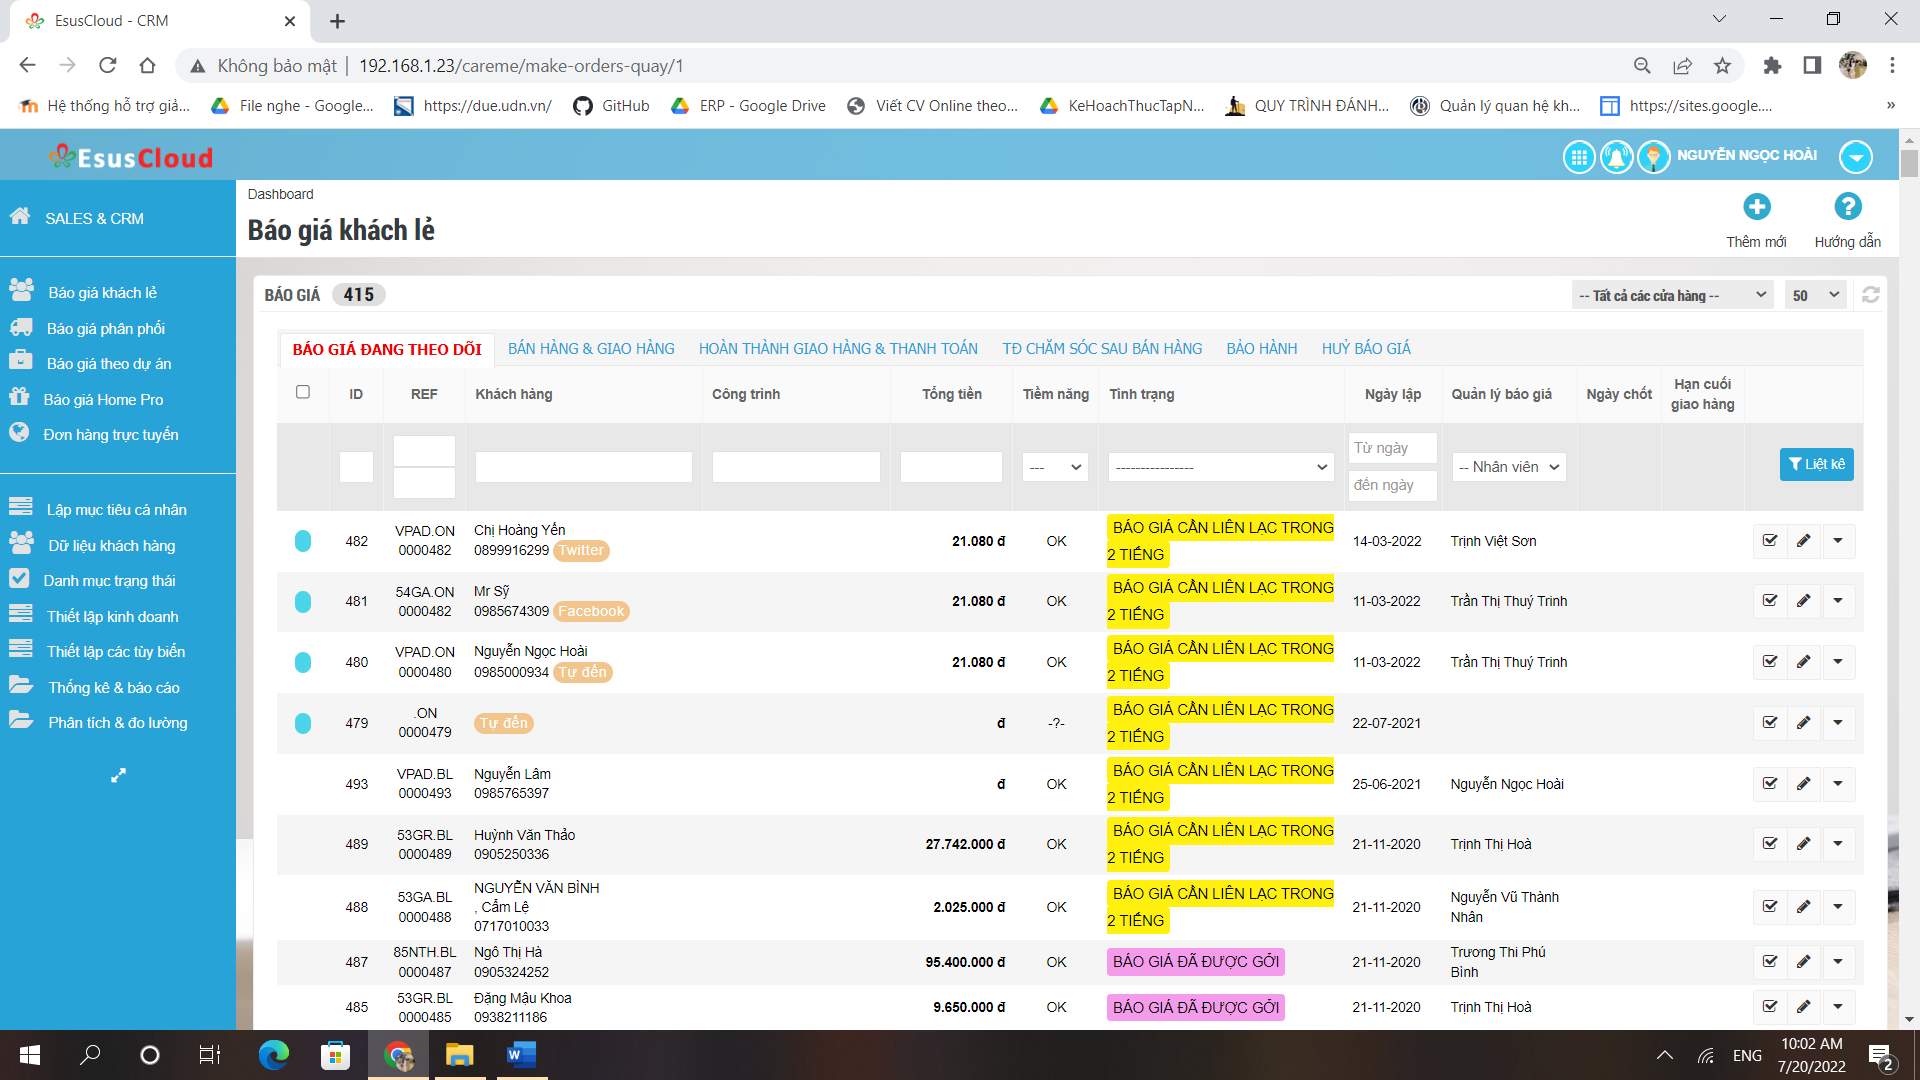 EsusCloud - CRM
Không bảo mật | 192.168.1.23/careme/make-orders-quay/1
Hệ thống hỗ trợ giả... File nghe - Google... https://due.udn.vn/ GitHub ERP - Google Drive Viết CV Online theo... KeHoachThucTapN... QUY TRÌNH ĐÁNH... Quản lý quan hệ kh... https://sites.google.... »
EsusCloud NGUYỄN NGỌC HOÀI
Dashboard
SALES & CRM
Báo giá khách lẻ
Thêm mới Hướng dẫn
Báo giá khách lẻ
Báo giá phân phối
Báo giá theo dự án
Báo giá Home Pro
Đơn hàng trực tuyến
Lập mục tiêu cá nhân
Dữ liệu khách hàng
Danh mục trạng thái
Thiết lập kinh doanh
Thiết lập các tùy biến
Thống kê & báo cáo
Phân tích & đo lường
BÁO GIÁ 415 -- Tất cả các cửa hàng -- 50
BÁO GIÁ ĐANG THEO DÕI BÁN HÀNG & GIAO HÀNG HOÀN THÀNH GIAO HÀNG & THANH TOÁN TĐ CHĂM SÓC SAU BÁN HÀNG BẢO HÀNH HUỶ BÁO GIÁ
ID REF Khách hàng Công trình Tổng tiền Tiềm năng Tình trạng Ngày lập Quản lý báo giá Ngày chốt Hạn cuối
giao hàng
Từ ngày
--- ---------------- -- Nhân viên Liệt kê
đến ngày
482 VPAD.ON Chị Hoàng Yến 21.080 đ OK BÁO GIÁ CẦN LIÊN LẠC TRONG 14-03-2022 Trịnh Việt Sơn
0000482 0899916299 Twitter 2 TIẾNG
481 54GA.ON Mr Sỹ 21.080 đ OK BÁO GIÁ CẦN LIÊN LẠC TRONG 11-03-2022 Trần Thị Thuý Trinh
0000482 0985674309 Facebook 2 TIẾNG
480 VPAD.ON Nguyễn Ngọc Hoài 21.080 đ OK BÁO GIÁ CẦN LIÊN LẠC TRONG 11-03-2022 Trần Thị Thuý Trinh
0000480 0985000934 Tự đến 2 TIẾNG
479 .ON Tự đến đ -?- BÁO GIÁ CẦN LIÊN LẠC TRONG 22-07-2021
0000479 2 TIẾNG
493 VPAD.BL Nguyễn Lâm đ OK BÁO GIÁ CẦN LIÊN LẠC TRONG 25-06-2021 Nguyễn Ngọc Hoài
0000493 0985765397 2 TIẾNG
489 53GR.BL Huỳnh Văn Thảo 27.742.000 đ OK BÁO GIÁ CẦN LIÊN LẠC TRONG 21-11-2020 Trịnh Thị Hoà
0000489 0905250336 2 TIẾNG
488 53GA.BL NGUYỄN VĂN BÌNH 2.025.000 đ OK BÁO GIÁ CẦN LIÊN LẠC TRONG 21-11-2020 Nguyễn Vũ Thành
0000488 , Cẩm Lệ 2 TIẾNG Nhân
0717010033
487 85NTH.BL Ngô Thị Hà 95.400.000 đ OK BÁO GIÁ ĐÃ ĐƯỢC GỞI 21-11-2020 Trương Thi Phú
0000487 0905324252 Bình
485 53GR.BL Đặng Mậu Khoa 9.650.000 đ OK BÁO GIÁ ĐÃ ĐƯỢC GỞI 21-11-2020 Trịnh Thị Hoà
0000485 0938211186
ENG 10:02 AM
7/20/2022 2